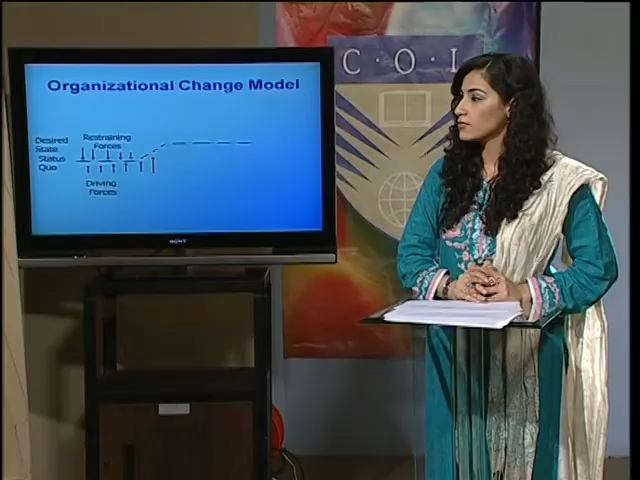 C·O·L
Organizational Change Model
Restraining
Forces
Desired
State
Status
Quo
Driving
Forces
SONY